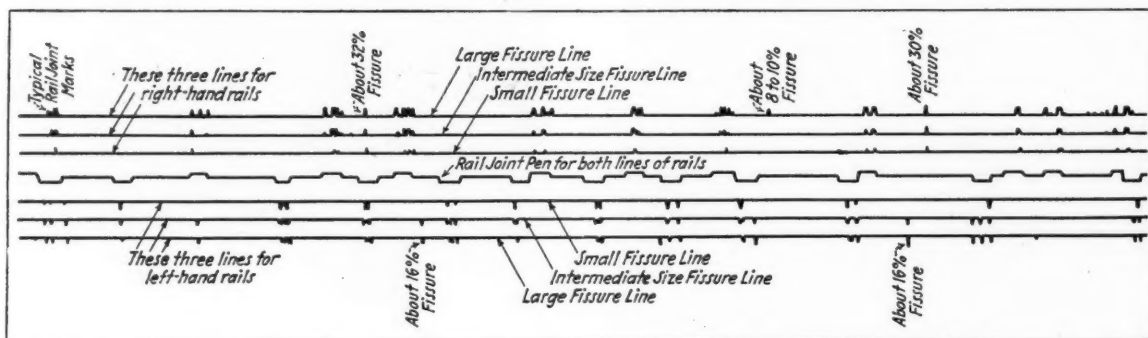 Typical
Rail Joint
Marks
These three lines for
right-hand rails
About 32%
Fissure
Large Fissure Line
Intermediate Size Fissure Line
Small Fissure Line
About
8 to 10%
Fissure
About 30%
Fissure
Rail Joint Pen for both lines of rails
These three lines for
left-hand rails
About 16%
Fissure
Small Fissure Line
Intermediate Size Fissure Line
Large Fissure Line
About 16%
Fissure